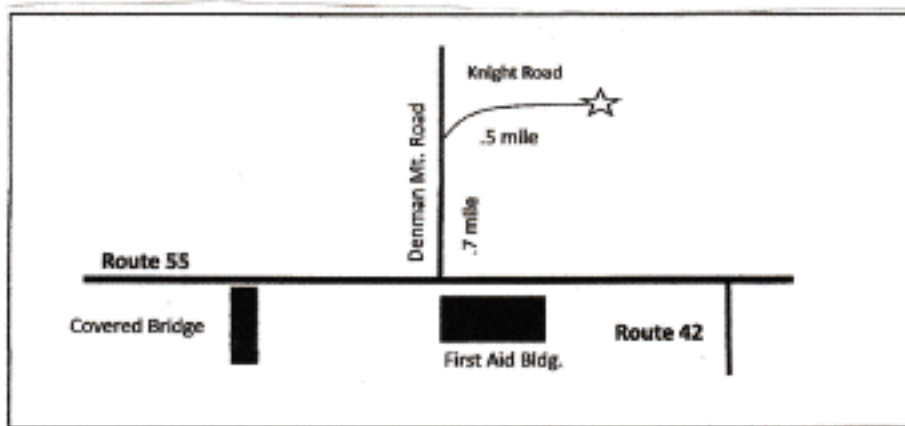 Knight Road
.5 mile
Denman Mt. Road
.7 mile
Route 55
Covered Bridge
First Aid Bldg.
Route 42